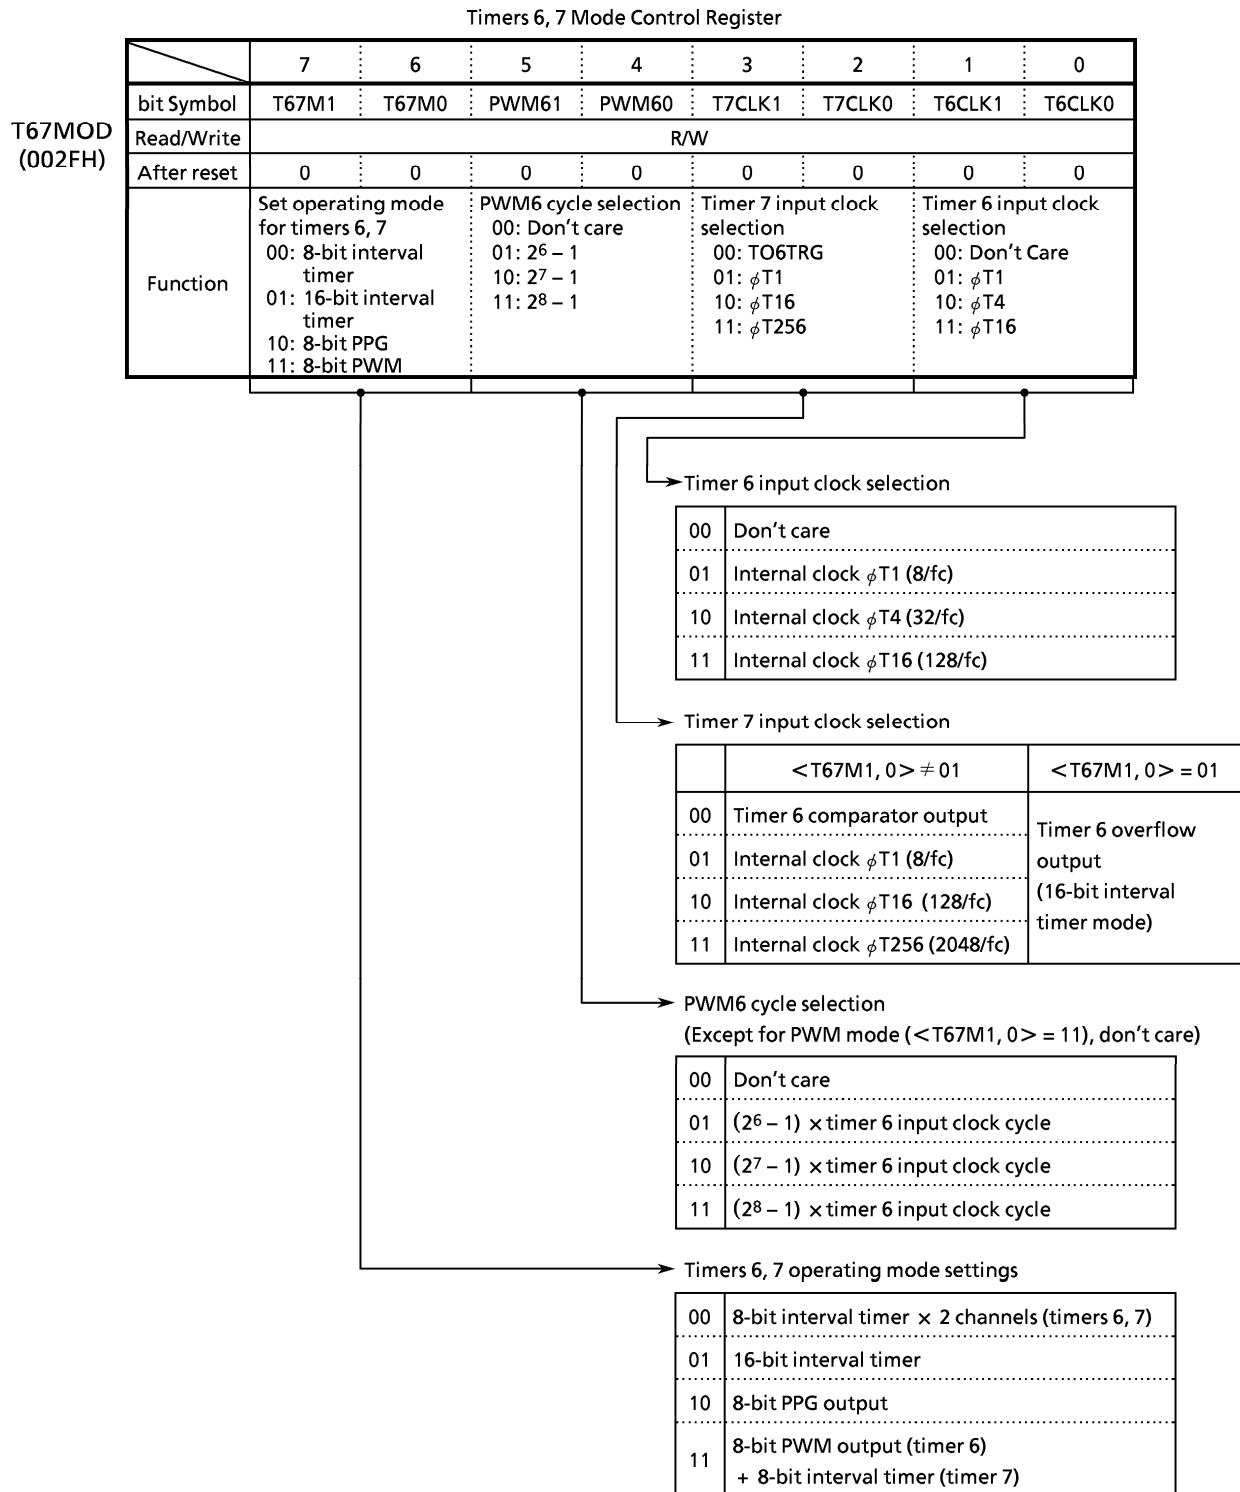 Timers 6, 7 Mode Control Register
7 6 5 4 3 2 1 0
bit Symbol T67M1 T67M0 PWM61 PWM60 T7CLK1 T7CLK0 T6CLK1 T6CLK0
T67MOD
(002FH)
Read/Write R/W
After reset 0 0 0 0 0 0 0 0
Function
Set operating mode
for timers 6, 7
00: 8-bit interval
timer
01: 16-bit interval
timer
10: 8-bit PPG
11: 8-bit PWM
PWM6 cycle selection
00: Don't care
01: 2⁶ – 1
10: 2⁷ – 1
11: 2⁸ – 1
Timer 7 input clock
selection
00: TO6TRG
01: ϕT1
10: ϕT16
11: ϕT256
Timer 6 input clock
selection
00: Don't Care
01: ϕT1
10: ϕT4
11: ϕT16
Timer 6 input clock selection
00 Don't care
01 Internal clock ϕT1 (8/fc)
10 Internal clock ϕT4 (32/fc)
11 Internal clock ϕT16 (128/fc)
Timer 7 input clock selection
<T67M1, 0> ≠ 01 <T67M1, 0> = 01
00 Timer 6 comparator output
01 Internal clock ϕT1 (8/fc)
10 Internal clock ϕT16 (128/fc)
11 Internal clock ϕT256 (2048/fc)
Timer 6 overflow
output
(16-bit interval
timer mode)
PWM6 cycle selection
(Except for PWM mode (<T67M1, 0> = 11), don't care)
00 Don't care
01 (2⁶ – 1) × timer 6 input clock cycle
10 (2⁷ – 1) × timer 6 input clock cycle
11 (2⁸ – 1) × timer 6 input clock cycle
Timers 6, 7 operating mode settings
00 8-bit interval timer × 2 channels (timers 6, 7)
01 16-bit interval timer
10 8-bit PPG output
11 8-bit PWM output (timer 6)
+ 8-bit interval timer (timer 7)